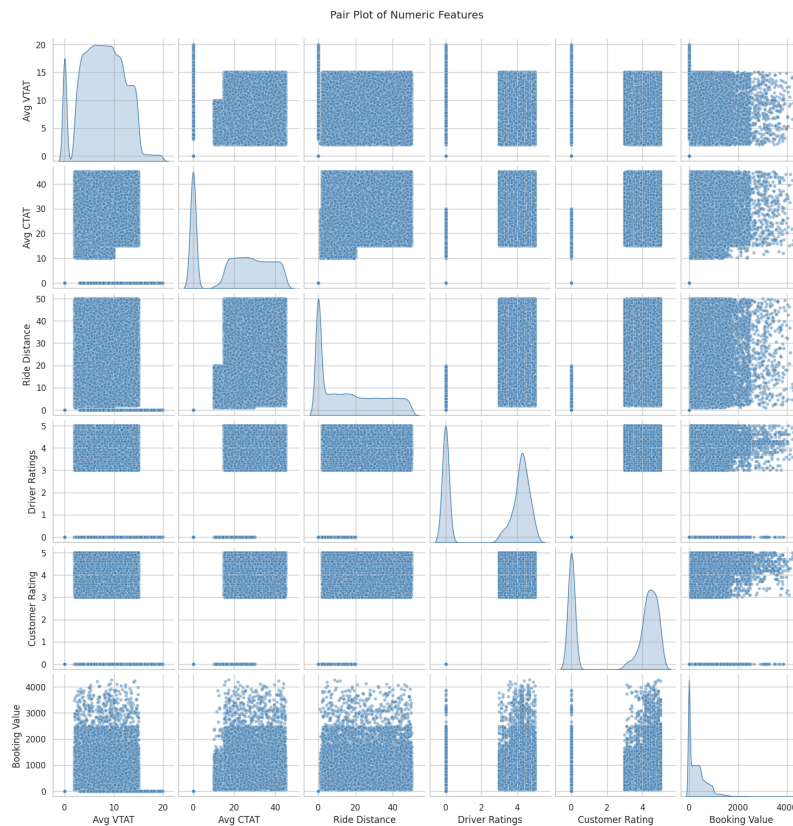 Pair Plot of Numeric Features
20
15
10
5
0
Avg VTAT
40
30
20
10
0
Avg CTAT
50
40
30
20
10
0
Ride Distance
5
4
3
2
1
0
Driver Ratings
5
4
3
2
1
0
Customer Rating
4000
3000
2000
1000
0
Booking Value
0 10 20
0 20 40
0 20 40
0 2 4
0 2 4
0 2000 4000
Avg VTAT
Avg CTAT
Ride Distance
Driver Ratings
Customer Rating
Booking Value